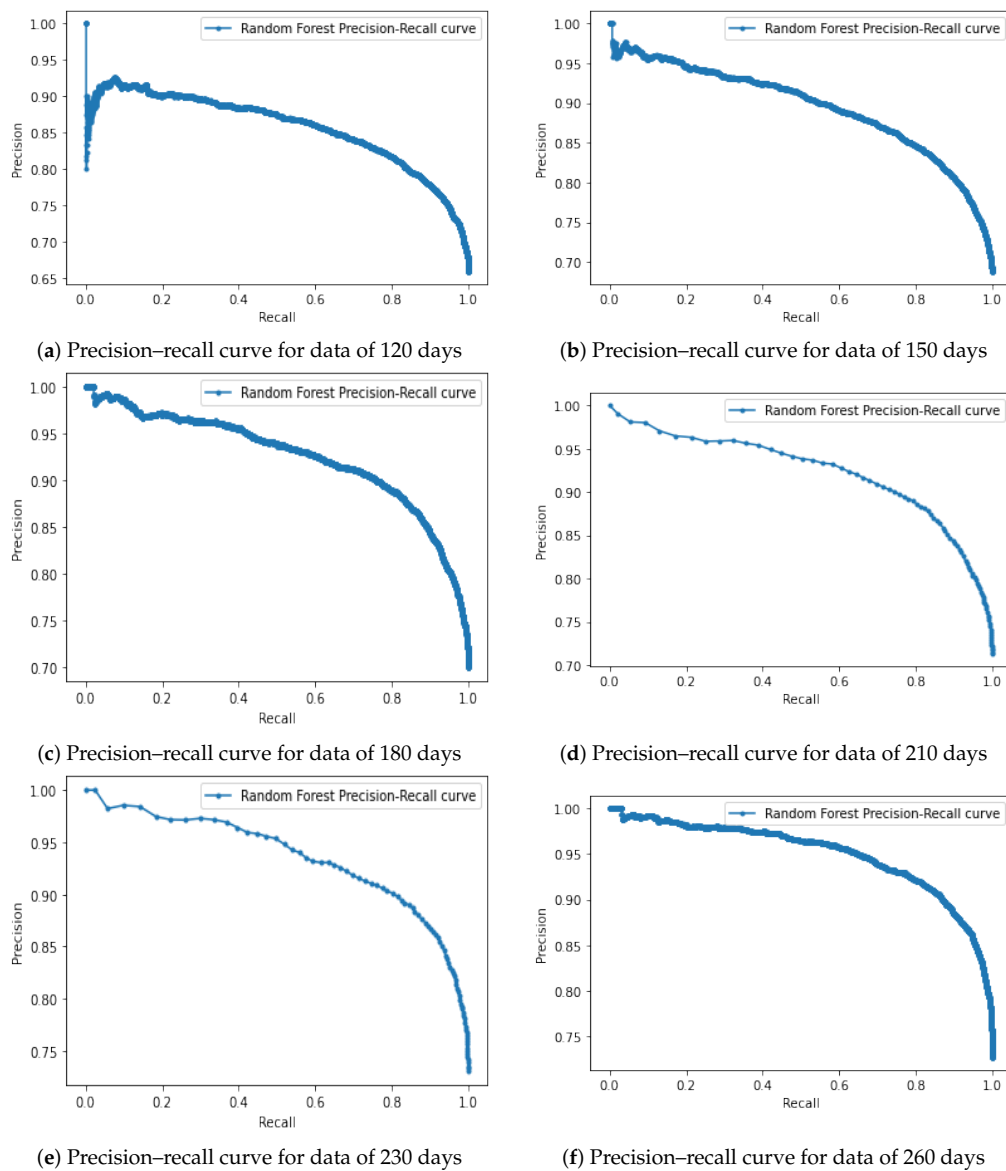 1.00
0.95
0.90
0.85
0.80
0.75
0.70
0.65
Precision
Random Forest Precision-Recall curve
0.0 0.2 0.4 0.6 0.8 1.0
Recall
(a) Precision–recall curve for data of 120 days
1.00
0.95
0.90
0.85
0.80
0.75
0.70
Precision
Random Forest Precision-Recall curve
0.0 0.2 0.4 0.6 0.8 1.0
Recall
(b) Precision–recall curve for data of 150 days
1.00
0.95
0.90
0.85
0.80
0.75
0.70
Precision
Random Forest Precision-Recall curve
0.0 0.2 0.4 0.6 0.8 1.0
Recall
(c) Precision–recall curve for data of 180 days
1.00
0.95
0.90
0.85
0.80
0.75
0.70
Precision
Random Forest Precision-Recall curve
0.0 0.2 0.4 0.6 0.8 1.0
Recall
(d) Precision–recall curve for data of 210 days
1.00
0.95
0.90
0.85
0.80
0.75
Precision
Random Forest Precision-Recall curve
0.0 0.2 0.4 0.6 0.8 1.0
Recall
(e) Precision-recall curve for data of 230 days
1.00
0.95
0.90
0.85
0.80
0.75
Precision
Random Forest Precision-Recall curve
0.0 0.2 0.4 0.6 0.8 1.0
Recall
(f) Precision-recall curve for data of 260 days